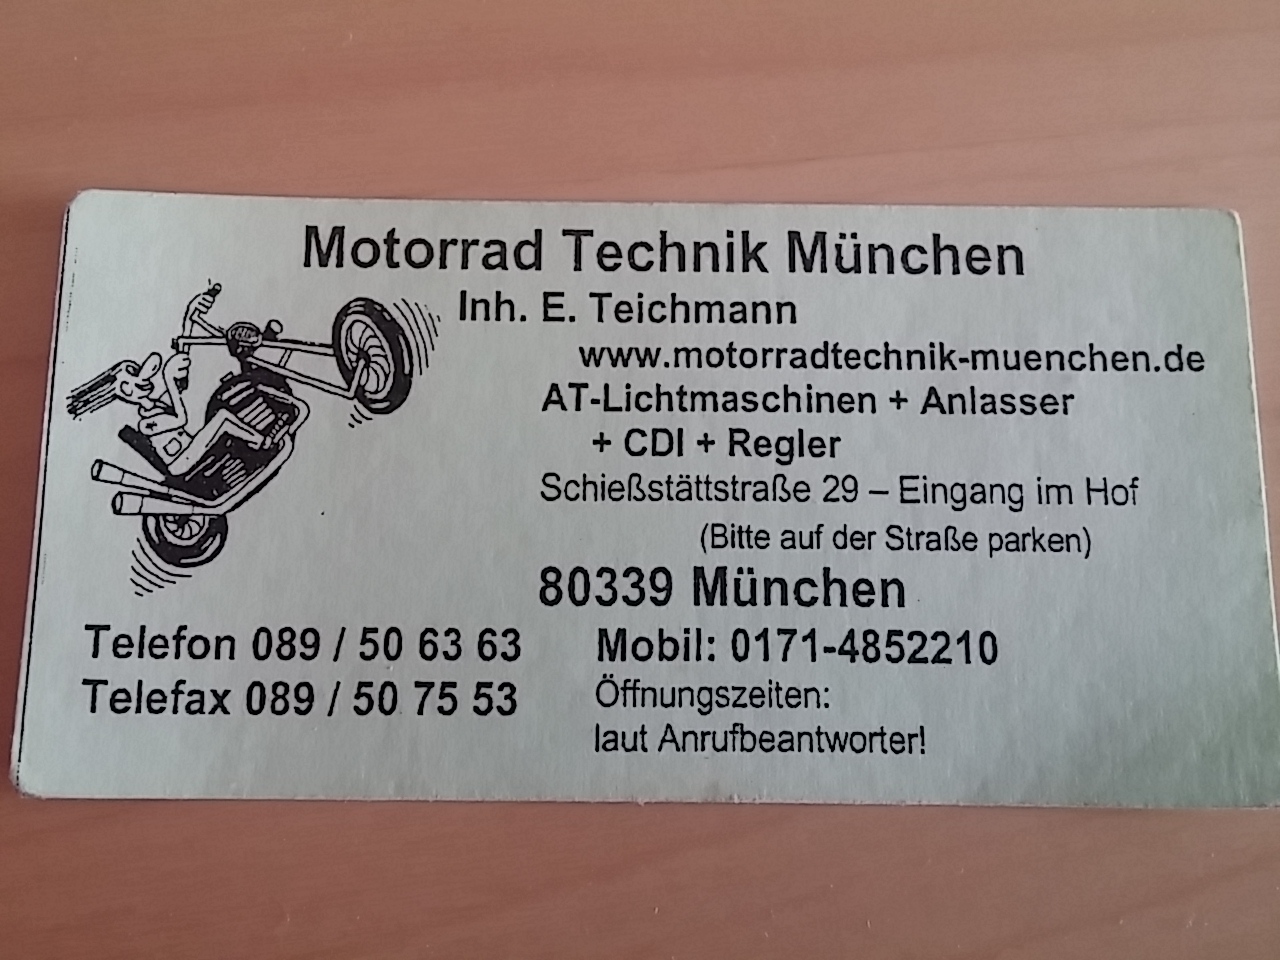 Motorrad Technik München
Inh. E. Teichmann
www.motorradtechnik-muenchen.de
AT-Lichtmaschinen + Anlasser
+ CDI + Regler
Schießstättstraße 29 – Eingang im Hof
(Bitte auf der Straße parken)
80339 München
Telefon 089 / 50 63 63
Mobil: 0171-4852210
Telefax 089 / 50 75 53
Öffnungszeiten:
laut Anrufbeantworter!